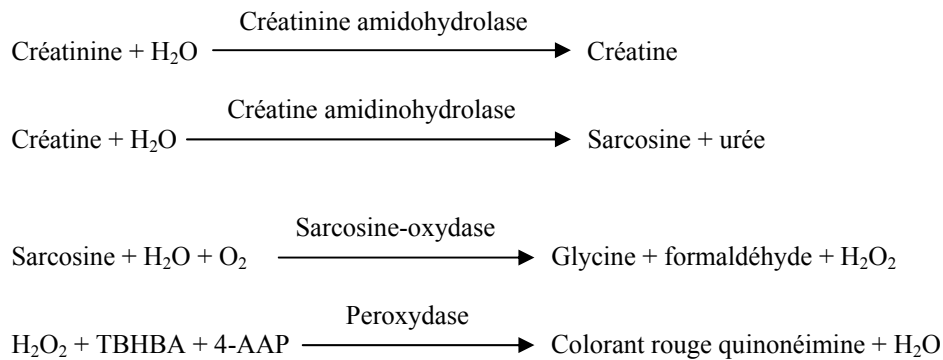 Créatinine amidohydrolase
Créatinine + H₂O Créatine
Créatine amidinohydrolase
Créatine + H₂O Sarcosine + urée
Sarcosine-oxydase
Sarcosine + H₂O + O₂ Glycine + formaldéhyde + H₂O₂
Peroxydase
H₂O₂ + TBHBA + 4-AAP Colorant rouge quinonéimine + H₂O